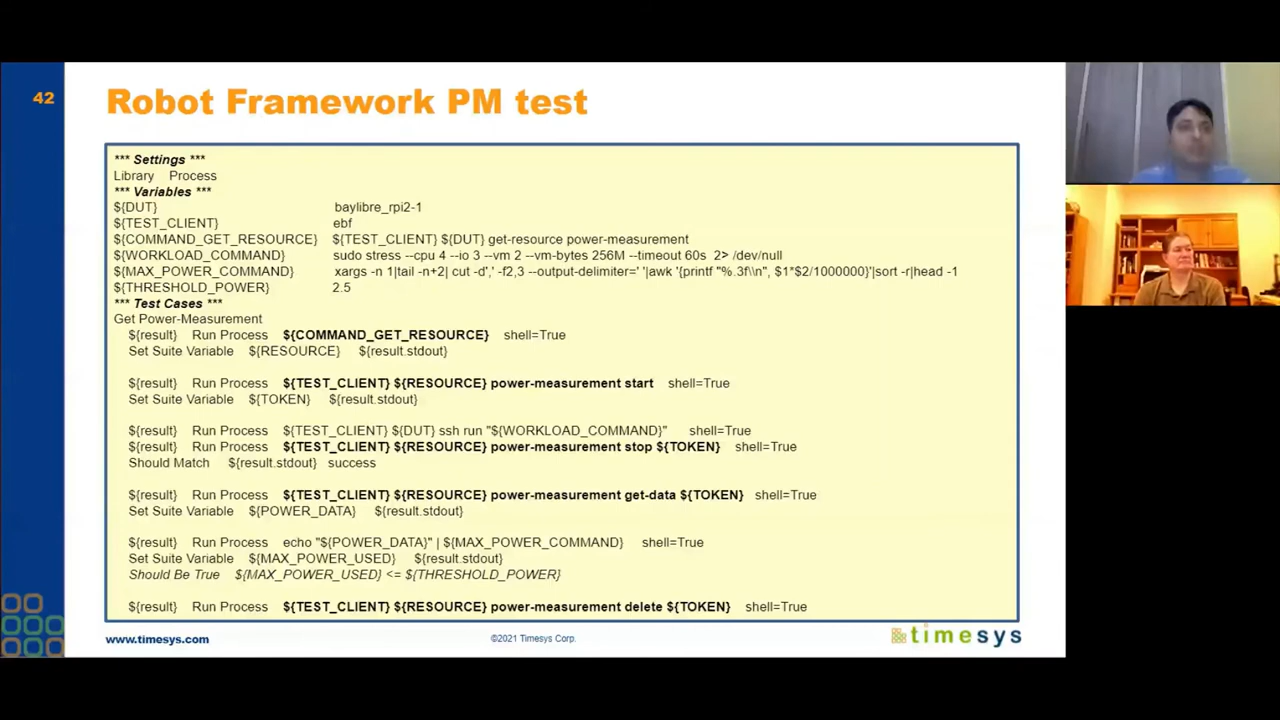 42
Robot Framework PM test
*** Settings ***
Library Process
*** Variables ***
${DUT} baylibre_rpi2-1
${TEST_CLIENT} ebf
${COMMAND_GET_RESOURCE} ${TEST_CLIENT} ${DUT} get-resource power-measurement
${WORKLOAD_COMMAND} sudo stress --cpu 4 --io 3 --vm 2 --vm-bytes 256M --timeout 60s 2> /dev/null
${MAX_POWER_COMMAND} xargs -n 1|tail -n+2| cut -d',' -f2,3 --output-delimiter=' '|awk '{printf "%.3f\\n", $1*$2/1000000}'|sort -r|head -1
${THRESHOLD_POWER} 2.5
*** Test Cases ***
Get Power-Measurement
${result} Run Process ${COMMAND_GET_RESOURCE} shell=True
Set Suite Variable ${RESOURCE} ${result.stdout}
${result} Run Process ${TEST_CLIENT} ${RESOURCE} power-measurement start shell=True
Set Suite Variable ${TOKEN} ${result.stdout}
${result} Run Process ${TEST_CLIENT} ${DUT} ssh run "${WORKLOAD_COMMAND}" shell=True
${result} Run Process ${TEST_CLIENT} ${RESOURCE} power-measurement stop ${TOKEN} shell=True
Should Match ${result.stdout} success
${result} Run Process ${TEST_CLIENT} ${RESOURCE} power-measurement get-data ${TOKEN} shell=True
Set Suite Variable ${POWER_DATA} ${result.stdout}
${result} Run Process echo "${POWER_DATA}" | ${MAX_POWER_COMMAND} shell=True
Set Suite Variable ${MAX_POWER_USED} ${result.stdout}
Should Be True ${MAX_POWER_USED} <= ${THRESHOLD_POWER}
${result} Run Process ${TEST_CLIENT} ${RESOURCE} power-measurement delete ${TOKEN} shell=True
www.timesys.com ©2021 Timesys Corp. timesys